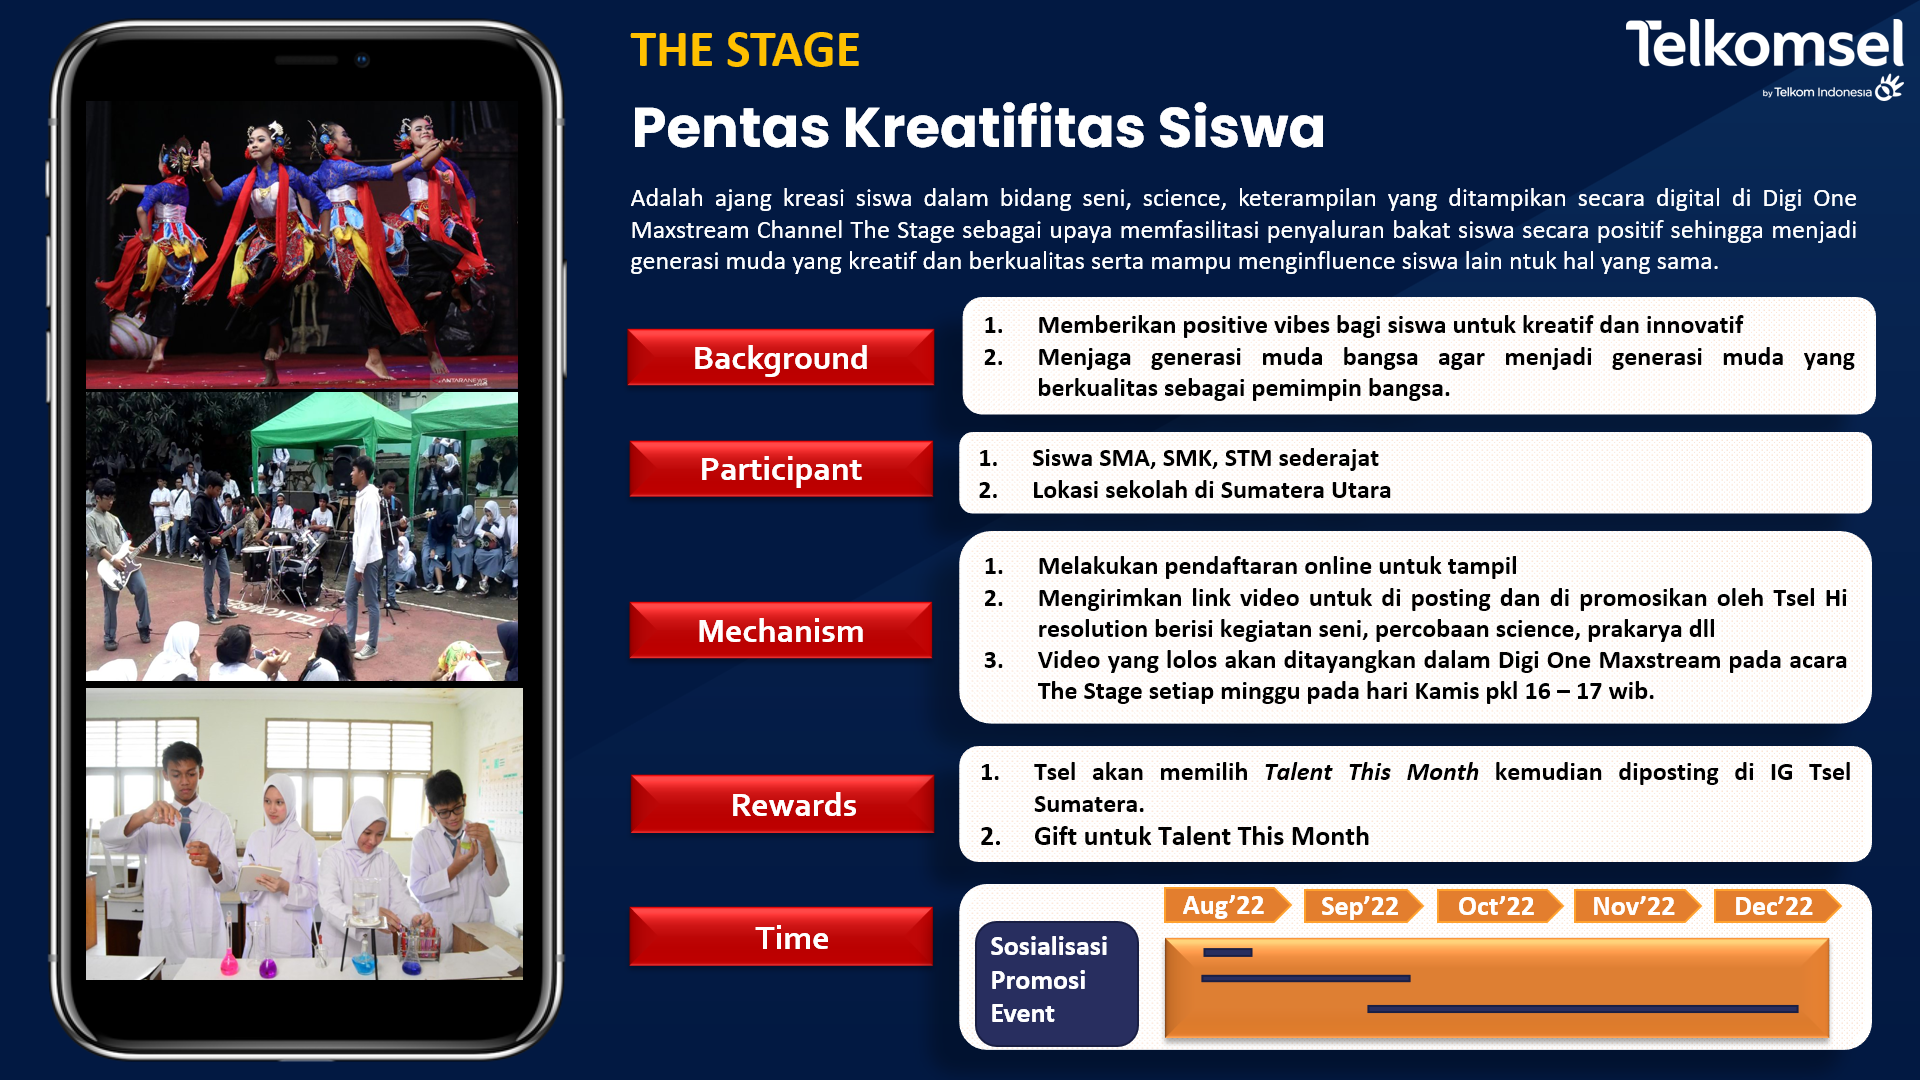 THE STAGE
Telkomsel
by Telkom Indonesia
Pentas Kreatifitas Siswa
Adalah ajang kreasi siswa dalam bidang seni, science, keterampilan yang ditampikan secara digital di Digi One
Maxstream Channel The Stage sebagai upaya memfasilitasi penyaluran bakat siswa secara positif sehingga menjadi
generasi muda yang kreatif dan berkualitas serta mampu menginfluence siswa lain ntuk hal yang sama.
Background
1. Memberikan positive vibes bagi siswa untuk kreatif dan innovatif
2. Menjaga generasi muda bangsa agar menjadi generasi muda yang
berkualitas sebagai pemimpin bangsa.
Participant
1. Siswa SMA, SMK, STM sederajat
2. Lokasi sekolah di Sumatera Utara
Mechanism
1. Melakukan pendaftaran online untuk tampil
2. Mengirimkan link video untuk di posting dan di promosikan oleh Tsel Hi
resolution berisi kegiatan seni, percobaan science, prakarya dll
3. Video yang lolos akan ditayangkan dalam Digi One Maxstream pada acara
The Stage setiap minggu pada hari Kamis pkl 16 – 17 wib.
Rewards
1. Tsel akan memilih Talent This Month kemudian diposting di IG Tsel
Sumatera.
2. Gift untuk Talent This Month
Time
Aug’22 Sep’22 Oct’22 Nov’22 Dec’22
Sosialisasi
Promosi
Event
ANTARANEWS
TELKOMSEL